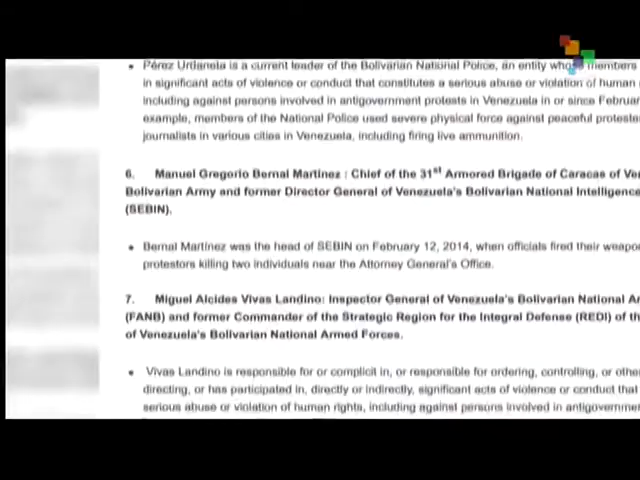 • Pérez Urdaneta is a current leader of the Bolivarian National Police, an entity whose members
in significant acts of violence or conduct that constitutes a serious abuse or violation of human
including against persons involved in antigovernment protests in Venezuela in or since Februar
example, members of the National Police used severe physical force against peaceful proteste
journalists in various cities in Venezuela, including firing live ammunition.
6. Manuel Gregorio Bernal Martinez : Chief of the 31st Armored Brigade of Caracas of Ve
Bolivarian Army and former Director General of Venezuela's Bolivarian National Intelligence
(SEBIN).
• Bernal Martinez was the head of SEBIN on February 12, 2014, when officials fired their weapo
protestors killing two individuals near the Attorney General's Office.
7. Miguel Alcides Vivas Landino: Inspector General of Venezuela's Bolivarian National A
(FANB) and former Commander of the Strategic Region for the Integral Defense (REDI) of th
of Venezuela's Bolivarian National Armed Forces.
• Vivas Landino is responsible for or complicit in, or responsible for ordering, controlling, or othe
directing, or has participated in, directly or indirectly, significant acts of violence or conduct that
serious abuse or violation of human rights, including against persons involved in antigovernme